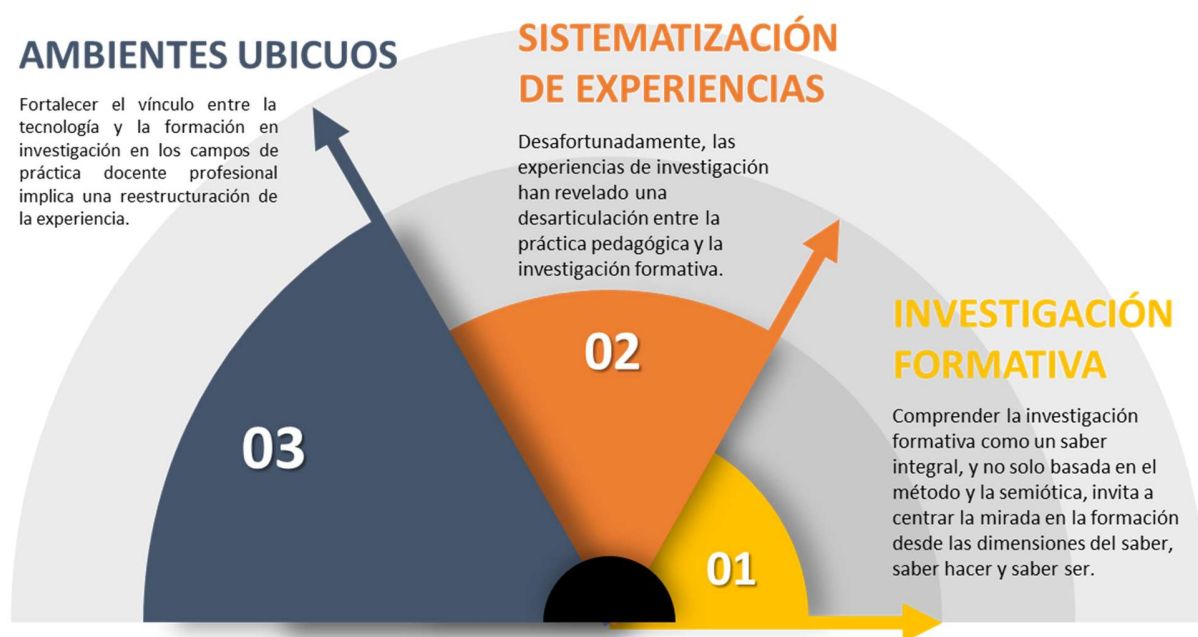 AMBIENTES UBICUOS
Fortalecer el vínculo entre la
tecnología y la formación en
investigación en los campos de
práctica docente profesional
implica una reestructuración de
la experiencia.
SISTEMATIZACIÓN
DE EXPERIENCIAS
Desafortunadamente, las
experiencias de investigación
han revelado una
desarticulación entre la
práctica pedagógica y la
investigación formativa.
INVESTIGACIÓN
FORMATIVA
Comprender la investigación
formativa como un saber
integral, y no solo basada en el
método y la semiótica, invita a
centrar la mirada en la formación
desde las dimensiones del saber,
saber hacer y saber ser.
03
02
01